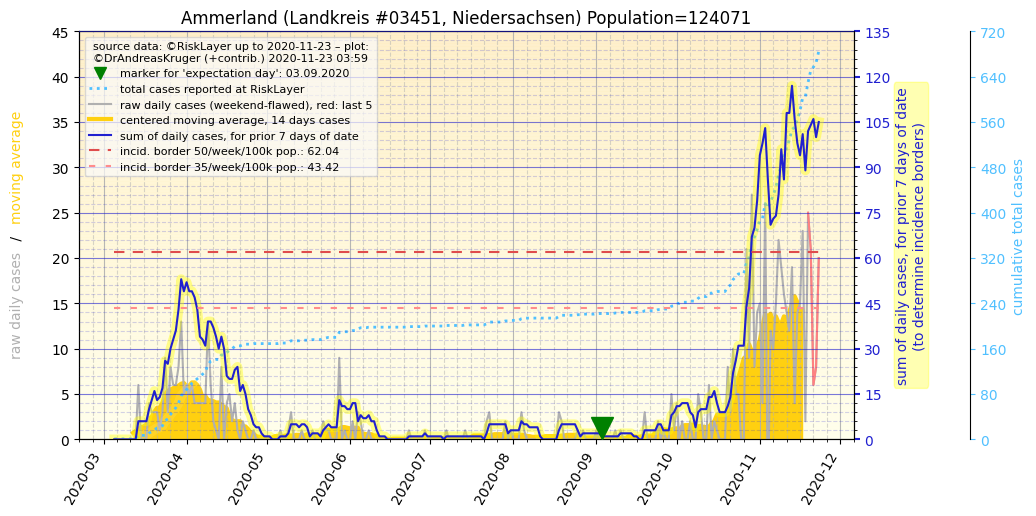 Ammerland (Landkreis #03451, Niedersachsen) Population=124071
source data: ©RiskLayer up to 2020-11-23 – plot:
©DrAndreasKruger (+contrib.) 2020-11-23 03:59
marker for 'expectation day': 03.09.2020
total cases reported at RiskLayer
raw daily cases (weekend-flawed), red: last 5
centered moving average, 14 days cases
sum of daily cases, for prior 7 days of date
incid. border 50/week/100k pop.: 62.04
incid. border 35/week/100k pop.: 43.42
raw daily cases / moving average
45
40
35
30
25
20
15
10
5
0
2020-03
2020-04
2020-05
2020-06
2020-07
2020-08
2020-09
2020-10
2020-11
2020-12
135
120
105
90
75
60
45
30
15
0
sum of daily cases, for prior 7 days of date
(to determine incidence borders)
720
640
560
480
400
320
240
160
80
0
cumulative total cases